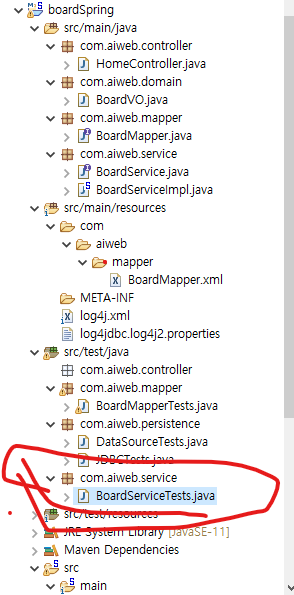 boardSpring
src/main/java
com.aiweb.controller
HomeController.java
com.aiweb.domain
BoardVO.java
com.aiweb.mapper
BoardMapper.java
com.aiweb.service
BoardService.java
BoardServiceImpl.java
src/main/resources
com
aiweb
mapper
BoardMapper.xml
META-INF
log4j.xml
log4jdbc.log4j2.properties
src/test/java
com.aiweb.controller
com.aiweb.mapper
BoardMapperTests.java
com.aiweb.persistence
DataSourceTests.java
JDBCTests.java
com.aiweb.service
BoardServiceTests.java
src/test/resources
JRE System Library [JavaSE-11]
Maven Dependencies
src
main